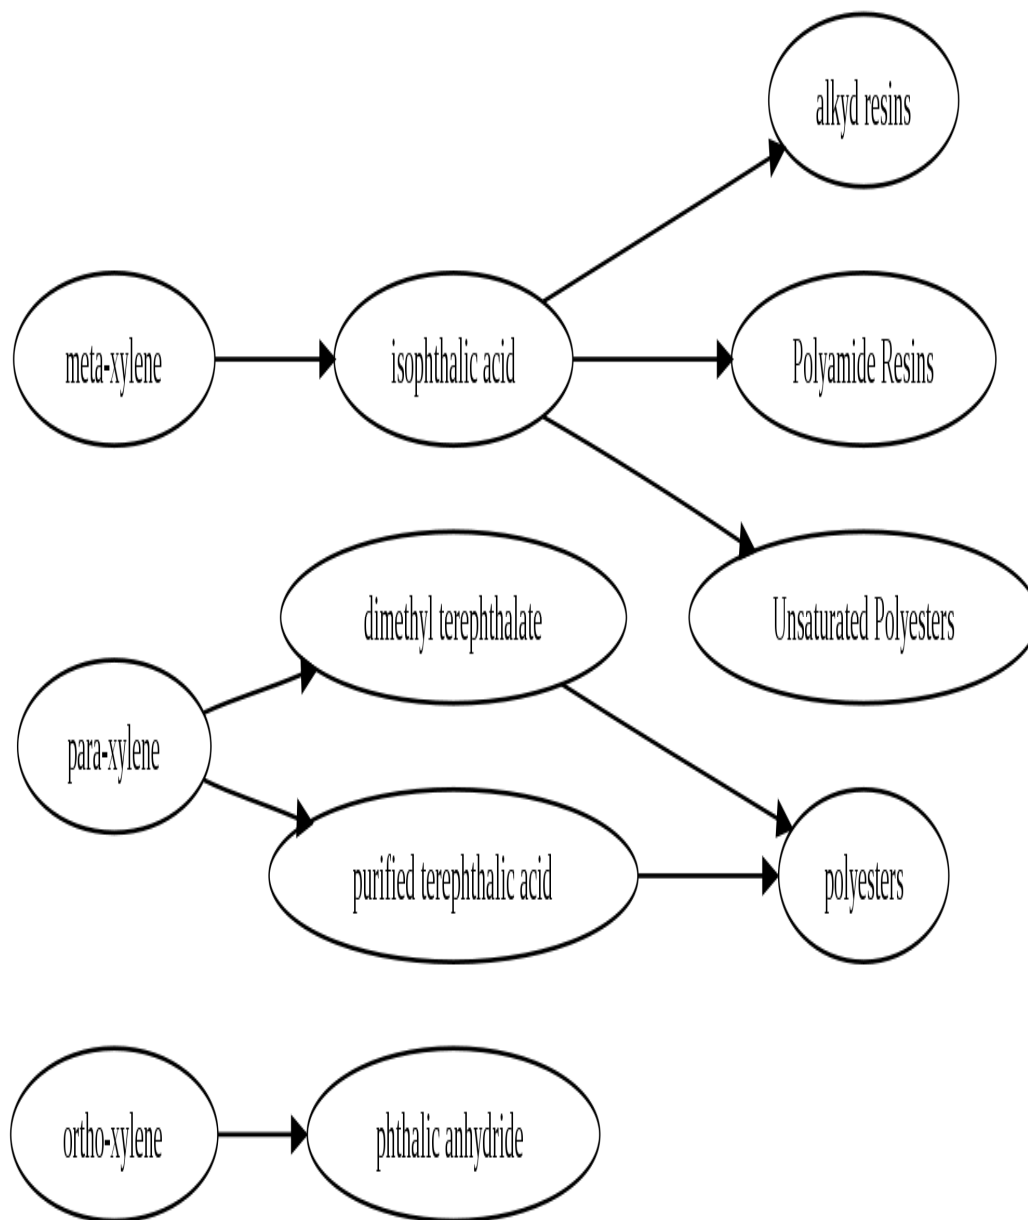 alkyd resins
meta-xylene
isophthalic acid
Polyamide Resins
dimethyl terephthalate
Unsaturated Polyesters
para-xylene
purified terephthalic acid
polyesters
ortho-xylene
phthalic anhydride